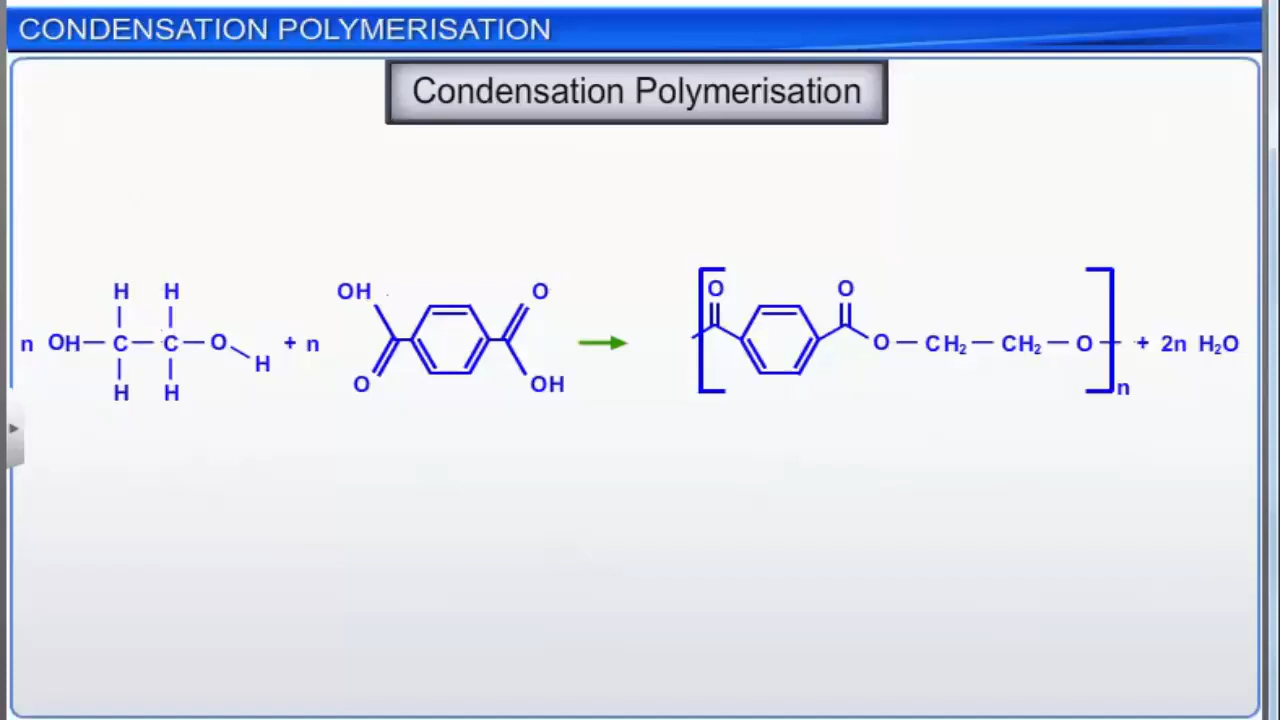 CONDENSATION POLYMERISATION
Condensation Polymerisation
H H OH O O O
n OH C C O H + n O CH₂ CH₂ O + 2n H₂O
H H O OH n